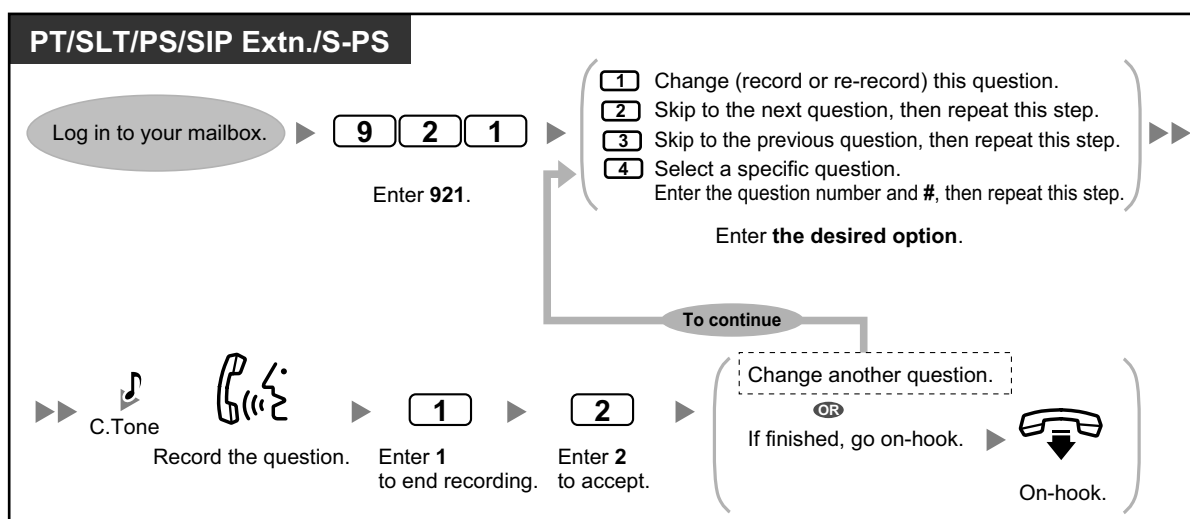 PT/SLT/PS/SIP Extn./S-PS
Log in to your mailbox.
9 2 1
Enter 921.
1 Change (record or re-record) this question.
2 Skip to the next question, then repeat this step.
3 Skip to the previous question, then repeat this step.
4 Select a specific question.
Enter the question number and #, then repeat this step.
Enter the desired option.
To continue
C.Tone
Record the question.
1
Enter 1
to end recording.
2
Enter 2
to accept.
Change another question.
OR
If finished, go on-hook.
On-hook.